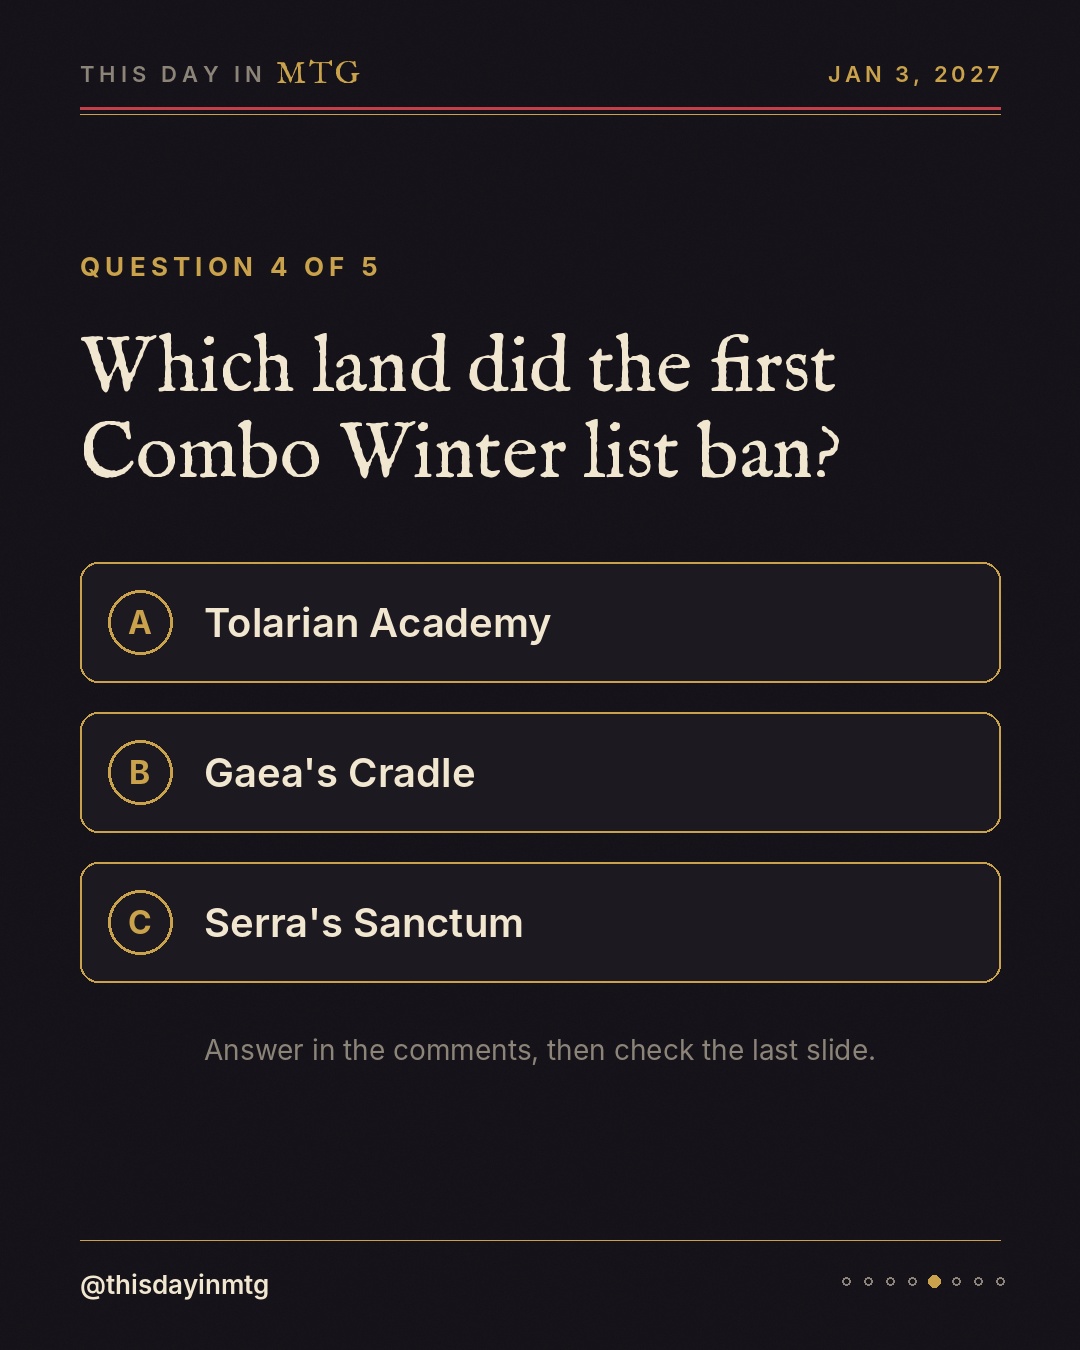 THIS DAY IN MTG
JAN 3, 2027
QUESTION 4 OF 5
Which land did the first
Combo Winter list ban?
A Tolarian Academy
B Gaea's Cradle
C Serra's Sanctum
Answer in the comments, then check the last slide.
@thisdayinmtg